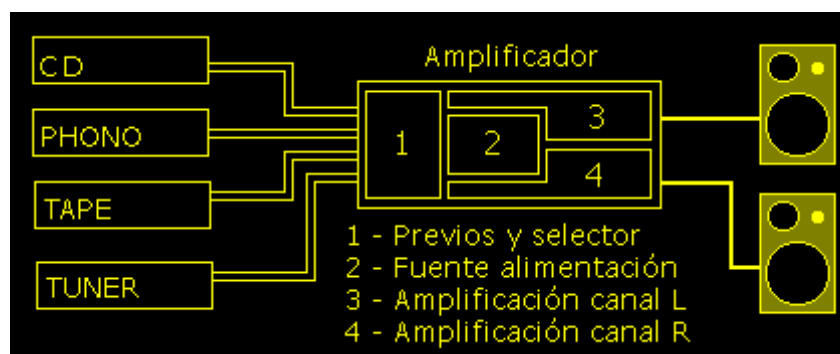 Amplificador
CD
PHONO
TAPE
TUNER
1
2
3
4
1 - Previos y selector
2 - Fuente alimentación
3 - Amplificación canal L
4 - Amplificación canal R